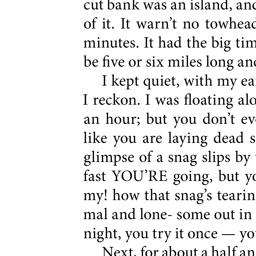 cut bank was an island, and
of it. It warn't no towhead
minutes. It had the big tim
be five or six miles long and
I kept quiet, with my ea
I reckon. I was floating alo
an hour; but you don't ev
like you are laying dead s
glimpse of a snag slips by
fast YOU'RE going, but yo
my! how that snag's tearin
mal and lone- some out in
night, you try it once — yo
Next, for about a half an